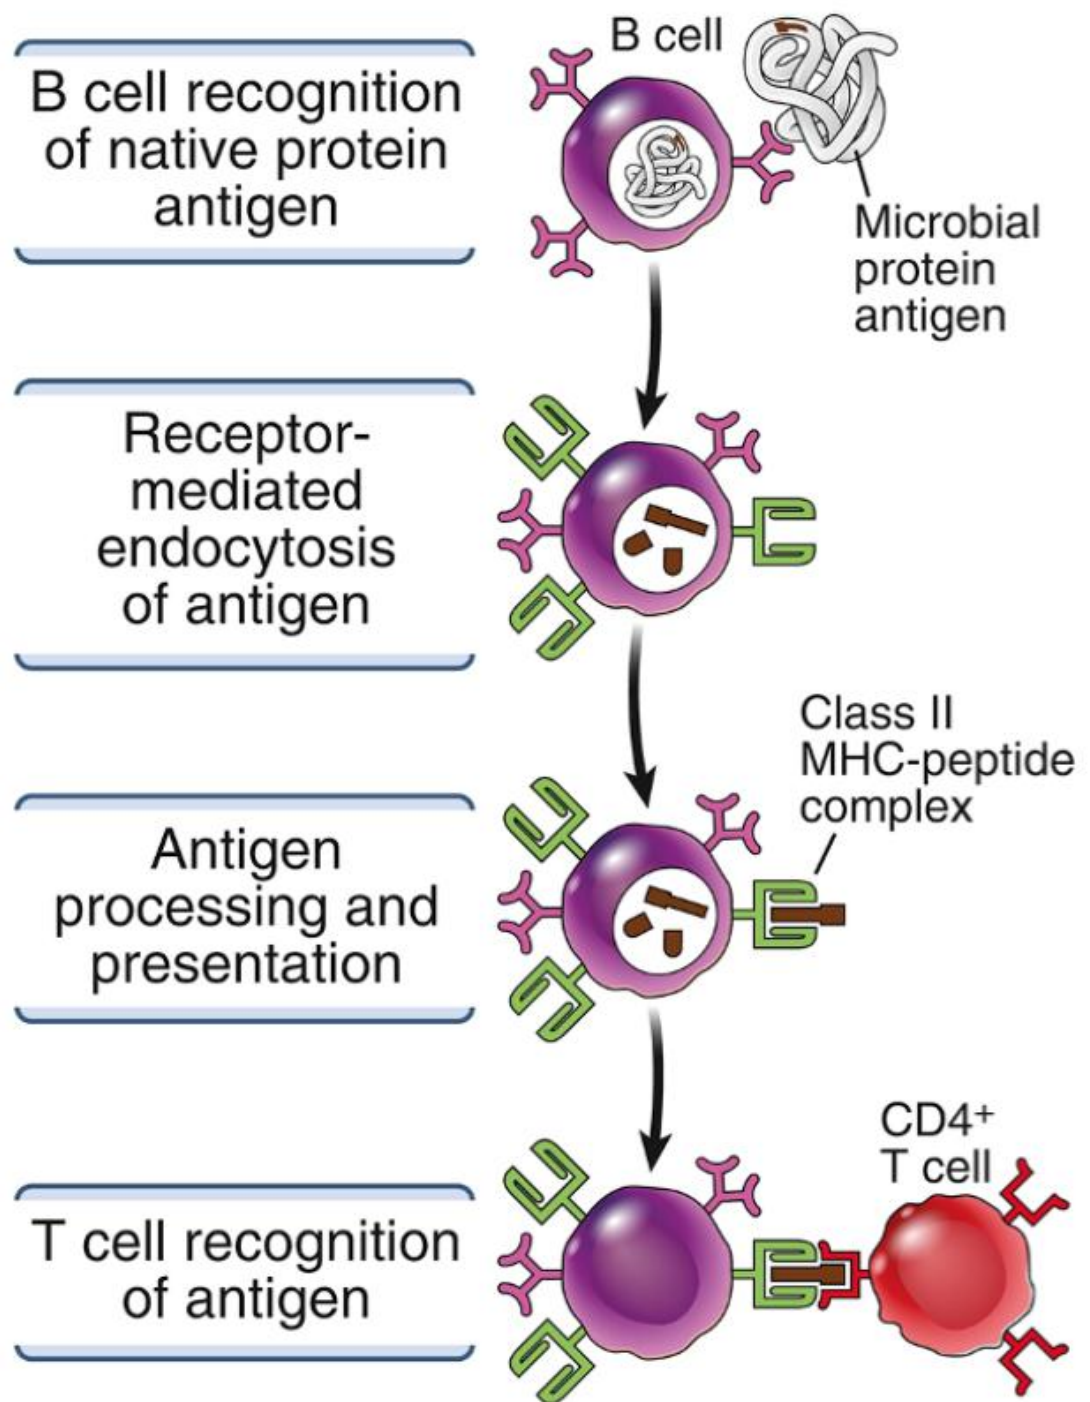 B cell
B cell recognition
of native protein
antigen
Microbial
protein
antigen
Receptor-
mediated
endocytosis
of antigen
Class II
MHC-peptide
complex
Antigen
processing and
presentation
CD4+
T cell
T cell recognition
of antigen